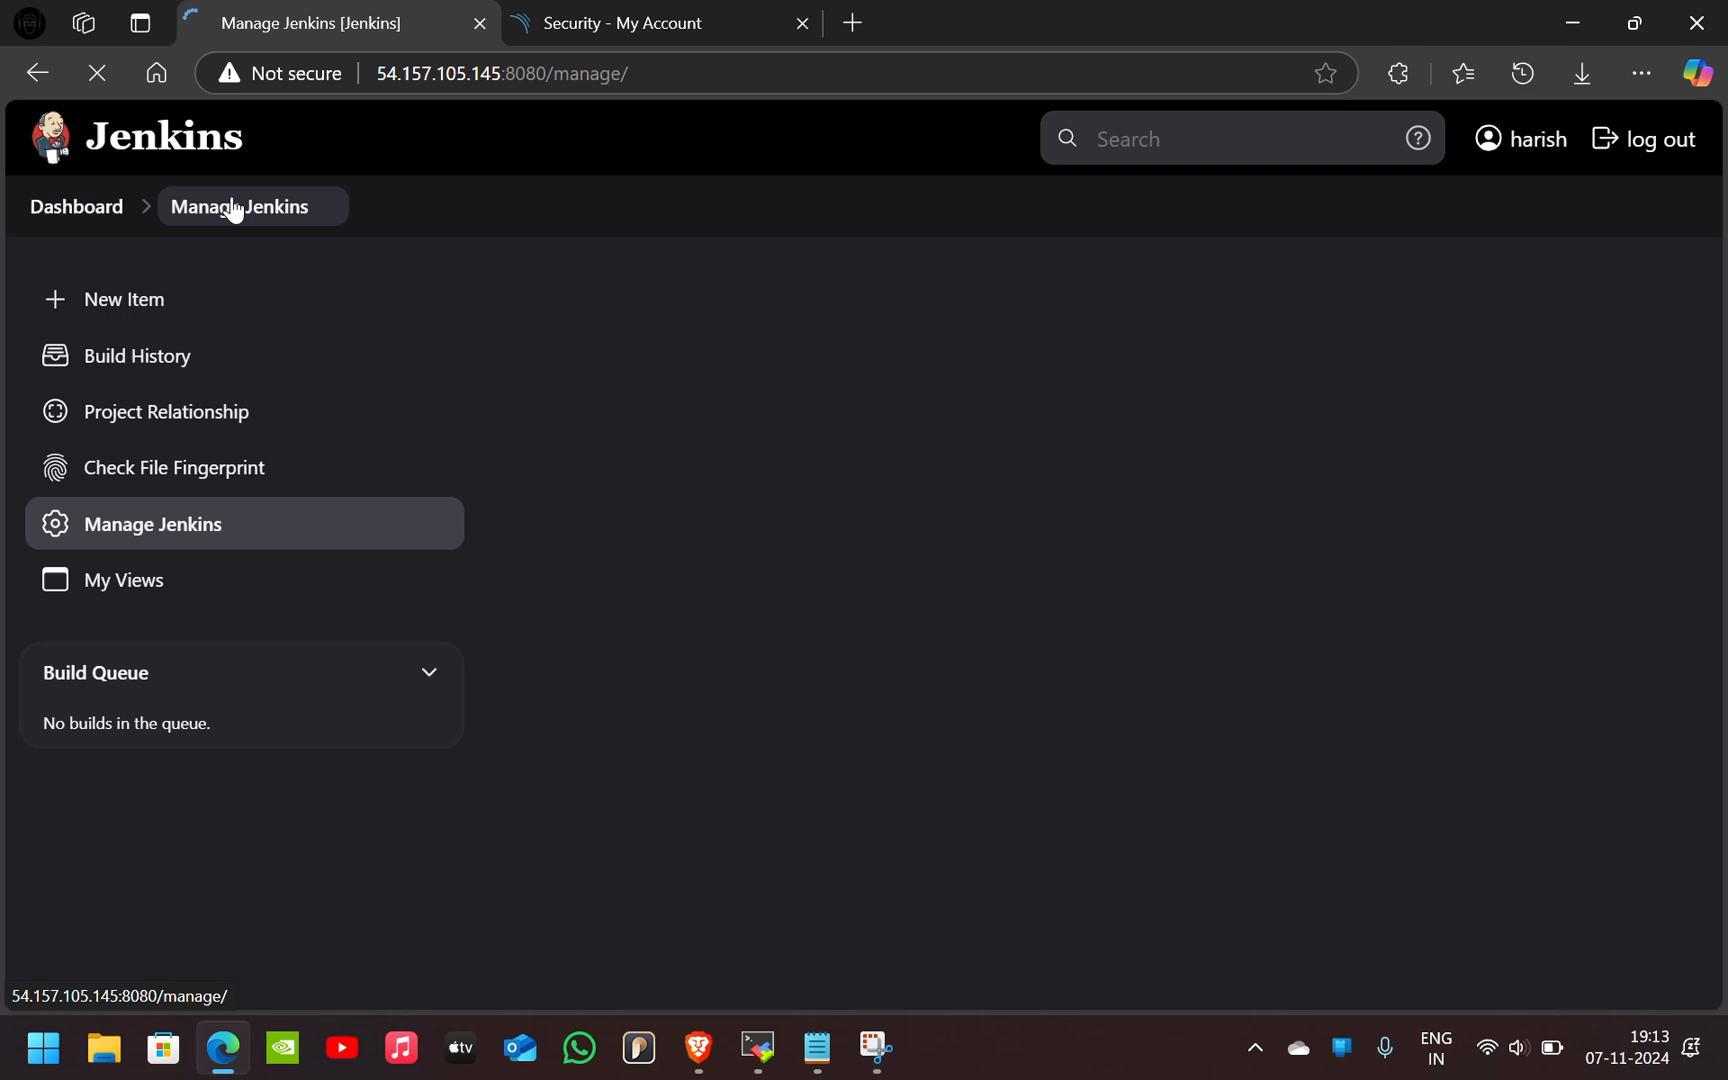 Manage Jenkins [Jenkins]
Security - My Account
Not secure
54.157.105.145:8080/manage/
Jenkins
Search
harish
log out
Dashboard
Manage Jenkins
New Item
Build History
Project Relationship
Check File Fingerprint
Manage Jenkins
My Views
Build Queue
No builds in the queue.
54.157.105.145:8080/manage/
tv
ENG
IN
19:13
07-11-2024